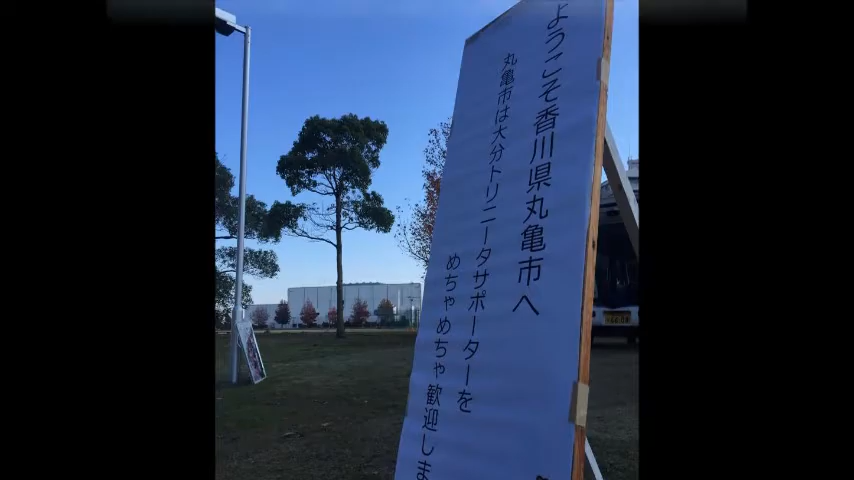 ようこそ香川県丸亀市へ
丸亀市は大分トリニータサポーターを
めちゃめちゃ歓迎しま